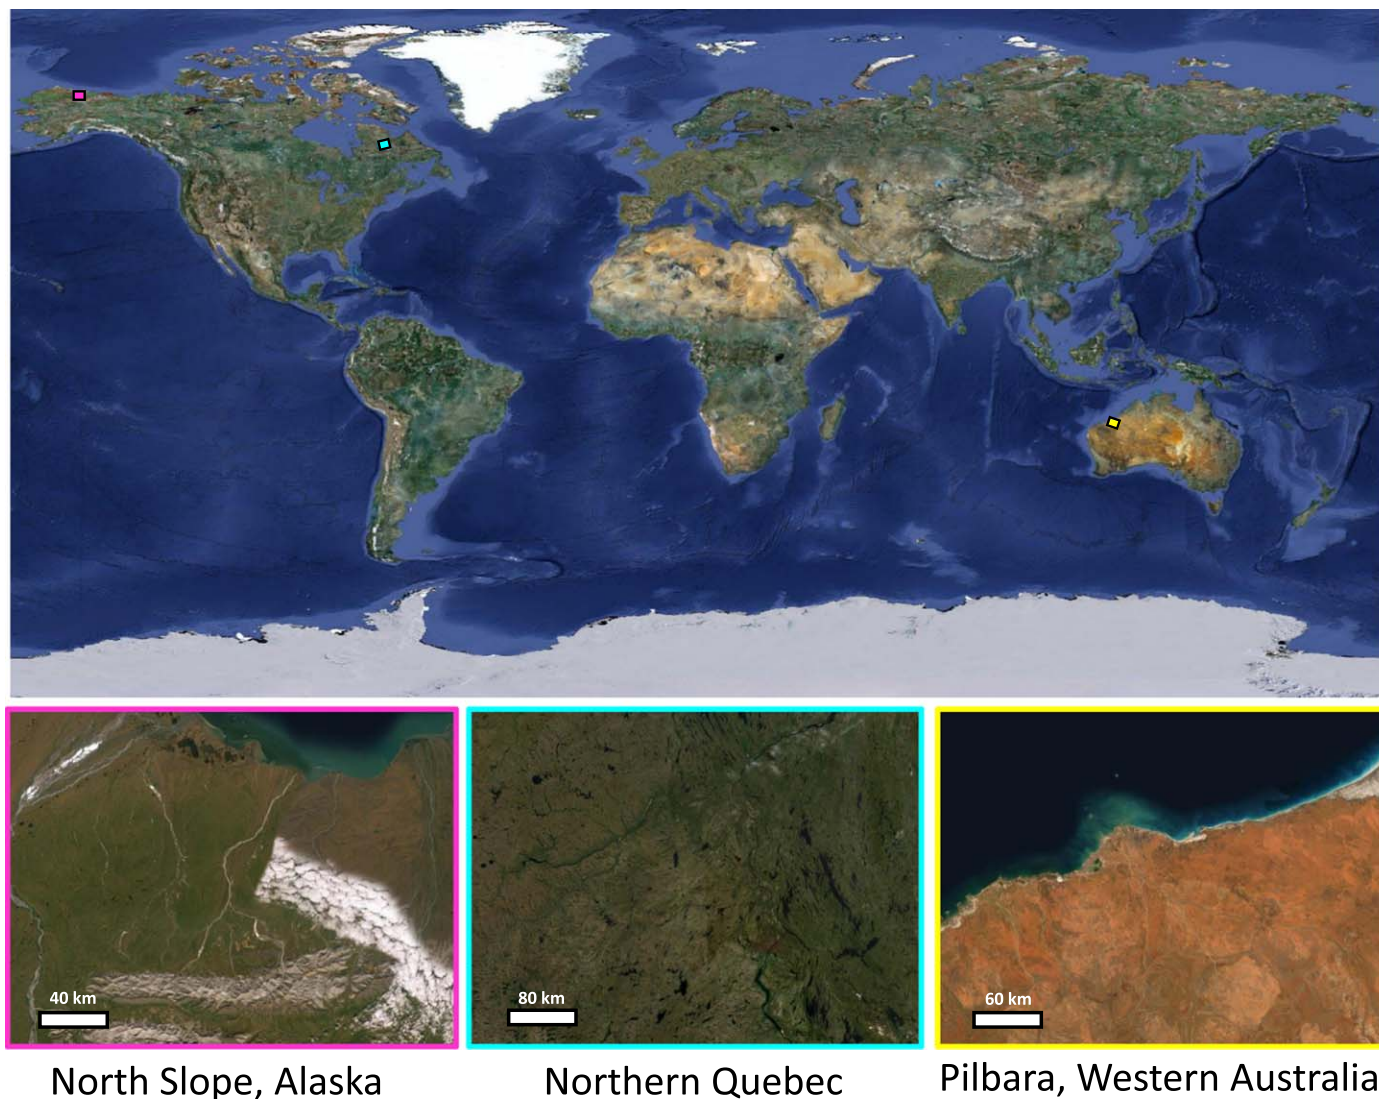 40 km
80 km
60 km
North Slope, Alaska
Northern Quebec
Pilbara, Western Australia